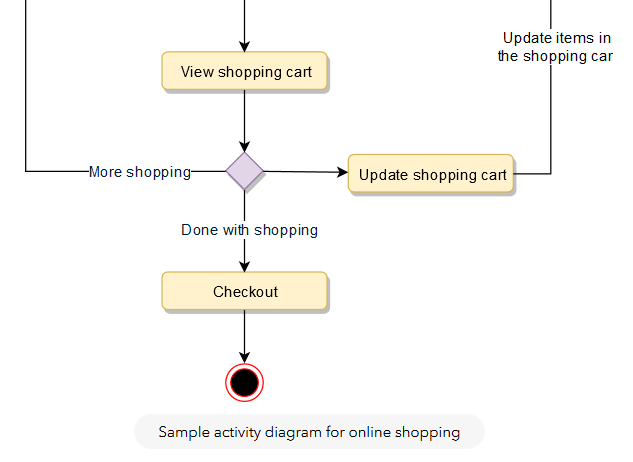 Update items in
the shopping car
View shopping cart
More shopping
Update shopping cart
Done with shopping
Checkout
Sample activity diagram for online shopping